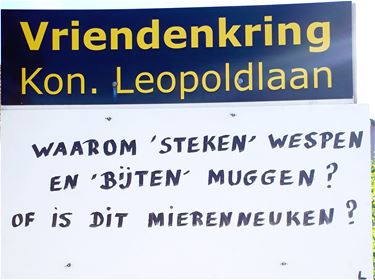 Vriendenkring
Kon. Leopoldlaan
WAAROM 'STEKEN' WESPEN
EN 'BIJTEN' MUGGEN?
OF IS DIT MIERENNEUKEN?
L